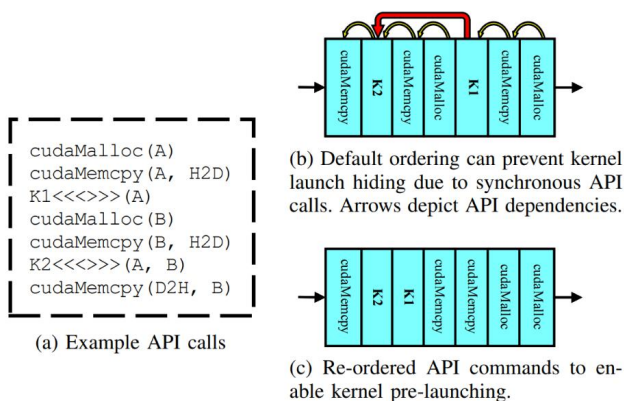 cudaMalloc(A)
cudaMemcpy(A, H2D)
K1<<<>>>(A)
cudaMalloc(B)
cudaMemcpy(B, H2D)
K2<<<>>>(A, B)
cudaMemcpy(D2H, B)
(a) Example API calls
cudaMemcpy
K2
cudaMemcpy
cudaMalloc
K1
cudaMemcpy
cudaMalloc
(b) Default ordering can prevent kernel
launch hiding due to synchronous API
calls. Arrows depict API dependencies.
cudaMemcpy
K2
K1
cudaMemcpy
cudaMemcpy
cudaMalloc
cudaMalloc
(c) Re-ordered API commands to en-
able kernel pre-launching.